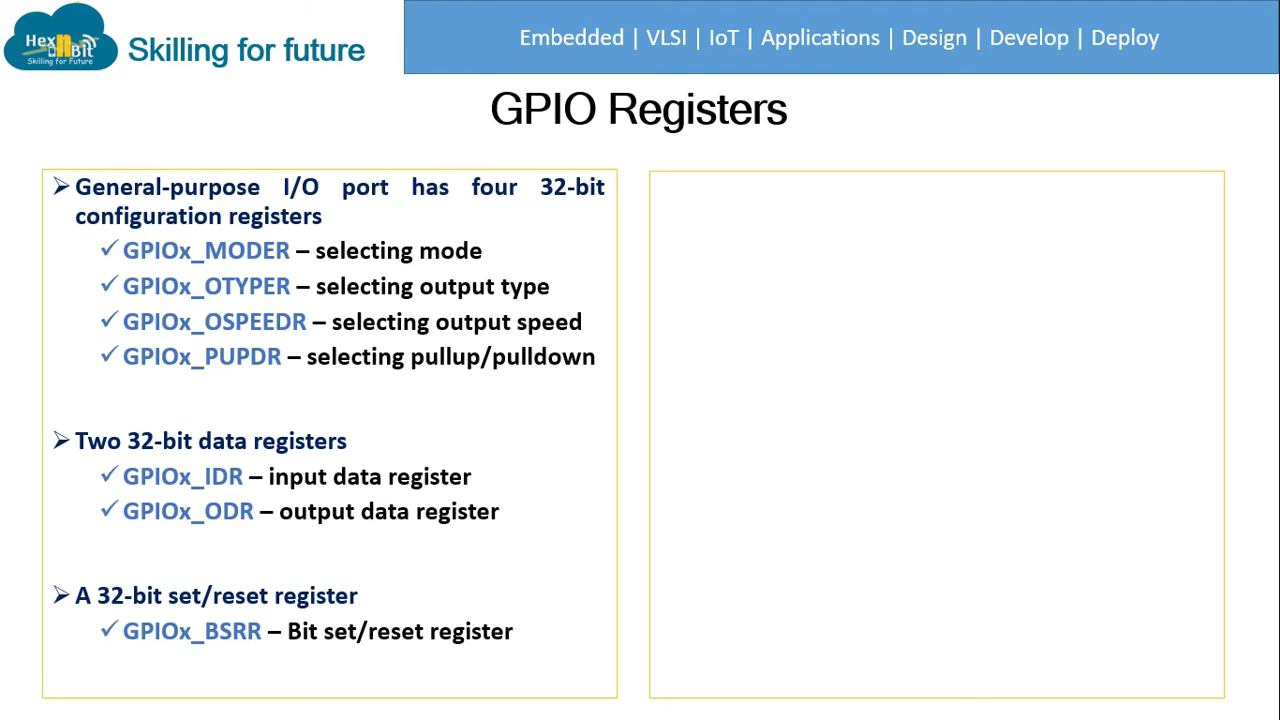 Hex
nBit
Skilling for Future
Skilling for future
Embedded | VLSI | IoT | Applications | Design | Develop | Deploy
GPIO Registers
➢ General-purpose I/O port has four 32-bit
configuration registers
✓ GPIOx_MODER – selecting mode
✓ GPIOx_OTYPER – selecting output type
✓ GPIOx_OSPEEDR – selecting output speed
✓ GPIOx_PUPDR – selecting pullup/pulldown
➢ Two 32-bit data registers
✓ GPIOx_IDR – input data register
✓ GPIOx_ODR – output data register
➢ A 32-bit set/reset register
✓ GPIOx_BSRR – Bit set/reset register